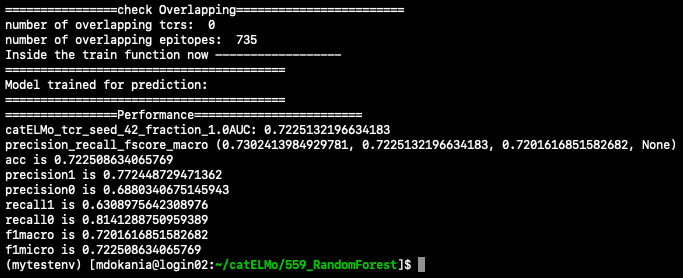 ================check Overlapping========================
number of overlapping tcrs:  0
number of overlapping epitopes:  735
Inside the train function now ------------------
========================================
Model trained for prediction:
========================================
================Performance====================
catELMo_tcr_seed_42_fraction_1.0AUC: 0.7225132196634183
precision_recall_fscore_macro (0.7302413984929781, 0.7225132196634183, 0.7201616851582682, None)
acc is 0.722508634065769
precision1 is 0.772448729471362
precision0 is 0.6880340675145943
recall1 is 0.6308975642308976
recall0 is 0.8141288750959389
f1macro is 0.7201616851582682
f1micro is 0.722508634065769
(mytestenv) [mdokania@login02:~/catELMo/559_RandomForest]$